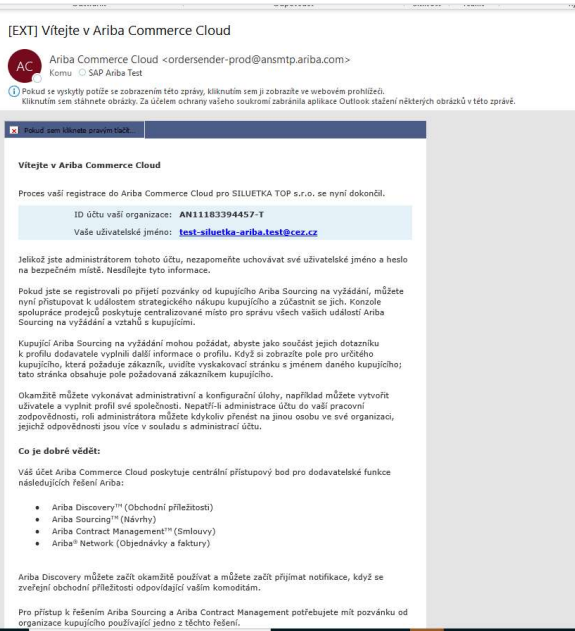 [EXT] Vítejte v Ariba Commerce Cloud
AC
Ariba Commerce Cloud <ordersender-prod@ansmtp.ariba.com>
Komu SAP Ariba Test
Pokud se vyskytly potíže se zobrazením této zprávy, kliknutím sem ji zobrazíte ve webovém prohlížeči.
Kliknutím sem stáhnete obrázky. Za účelem ochrany vašeho soukromí zabránila aplikace Outlook stažení některých obrázků v této zprávě.
Pokud sem kliknete pravým tlačít...
Vítejte v Ariba Commerce Cloud
Proces vaší registrace do Ariba Commerce Cloud pro SILUETKA TOP s.r.o. se nyní dokončil.
ID účtu vaší organizace: AN11183394457-T
Vaše uživatelské jméno: test-siluetka-ariba.test@cez.cz
Jelikož jste administrátorem tohoto účtu, nezapomeňte uchovávat své uživatelské jméno a heslo
na bezpečném místě. Nesdílejte tyto informace.
Pokud jste se registrovali po přijetí pozvánky od kupujícího Ariba Sourcing na vyžádání, můžete
nyní přistupovat k událostem strategického nákupu kupujícího a zúčastnit se jich. Konzole
spolupráce prodejců poskytuje centralizované místo pro správu všech vašich událostí Ariba
Sourcing na vyžádání a vztahů s kupujícími.
Kupující Ariba Sourcing na vyžádání mohou požádat, abyste jako součást jejich dotazníku
k profilu dodavatele vyplnili další informace o profilu. Když si zobrazíte pole pro určitého
kupujícího, která požaduje zákazník, uvidíte vyskakovací stránku s jménem daného kupujícího;
tato stránka obsahuje pole požadovaná zákazníkem kupujícího.
Okamžitě můžete vykonávat administrativní a konfigurační úlohy, například můžete vytvořit
uživatele a vyplnit profil své společnosti. Nepatří-li administrace účtu do vaší pracovní
zodpovědnosti, roli administrátora můžete kdykoliv přenést na jinou osobu ve své organizaci,
jejichž odpovědnosti jsou více v souladu s administrací účtu.
Co je dobré vědět:
Váš účet Ariba Commerce Cloud poskytuje centrální přístupový bod pro dodavatelské funkce
následujících řešení Ariba:
• Ariba Discovery™ (Obchodní příležitosti)
• Ariba Sourcing™ (Návrhy)
• Ariba Contract Management™ (Smlouvy)
• Ariba® Network (Objednávky a faktury)
Ariba Discovery můžete začít okamžitě používat a můžete začít přijímat notifikace, když se
zveřejní obchodní příležitosti odpovídající vašim komoditám.
Pro přístup k řešením Ariba Sourcing a Ariba Contract Management potřebujete mít pozvánku od
organizace kupujícího používající jedno z těchto řešení.